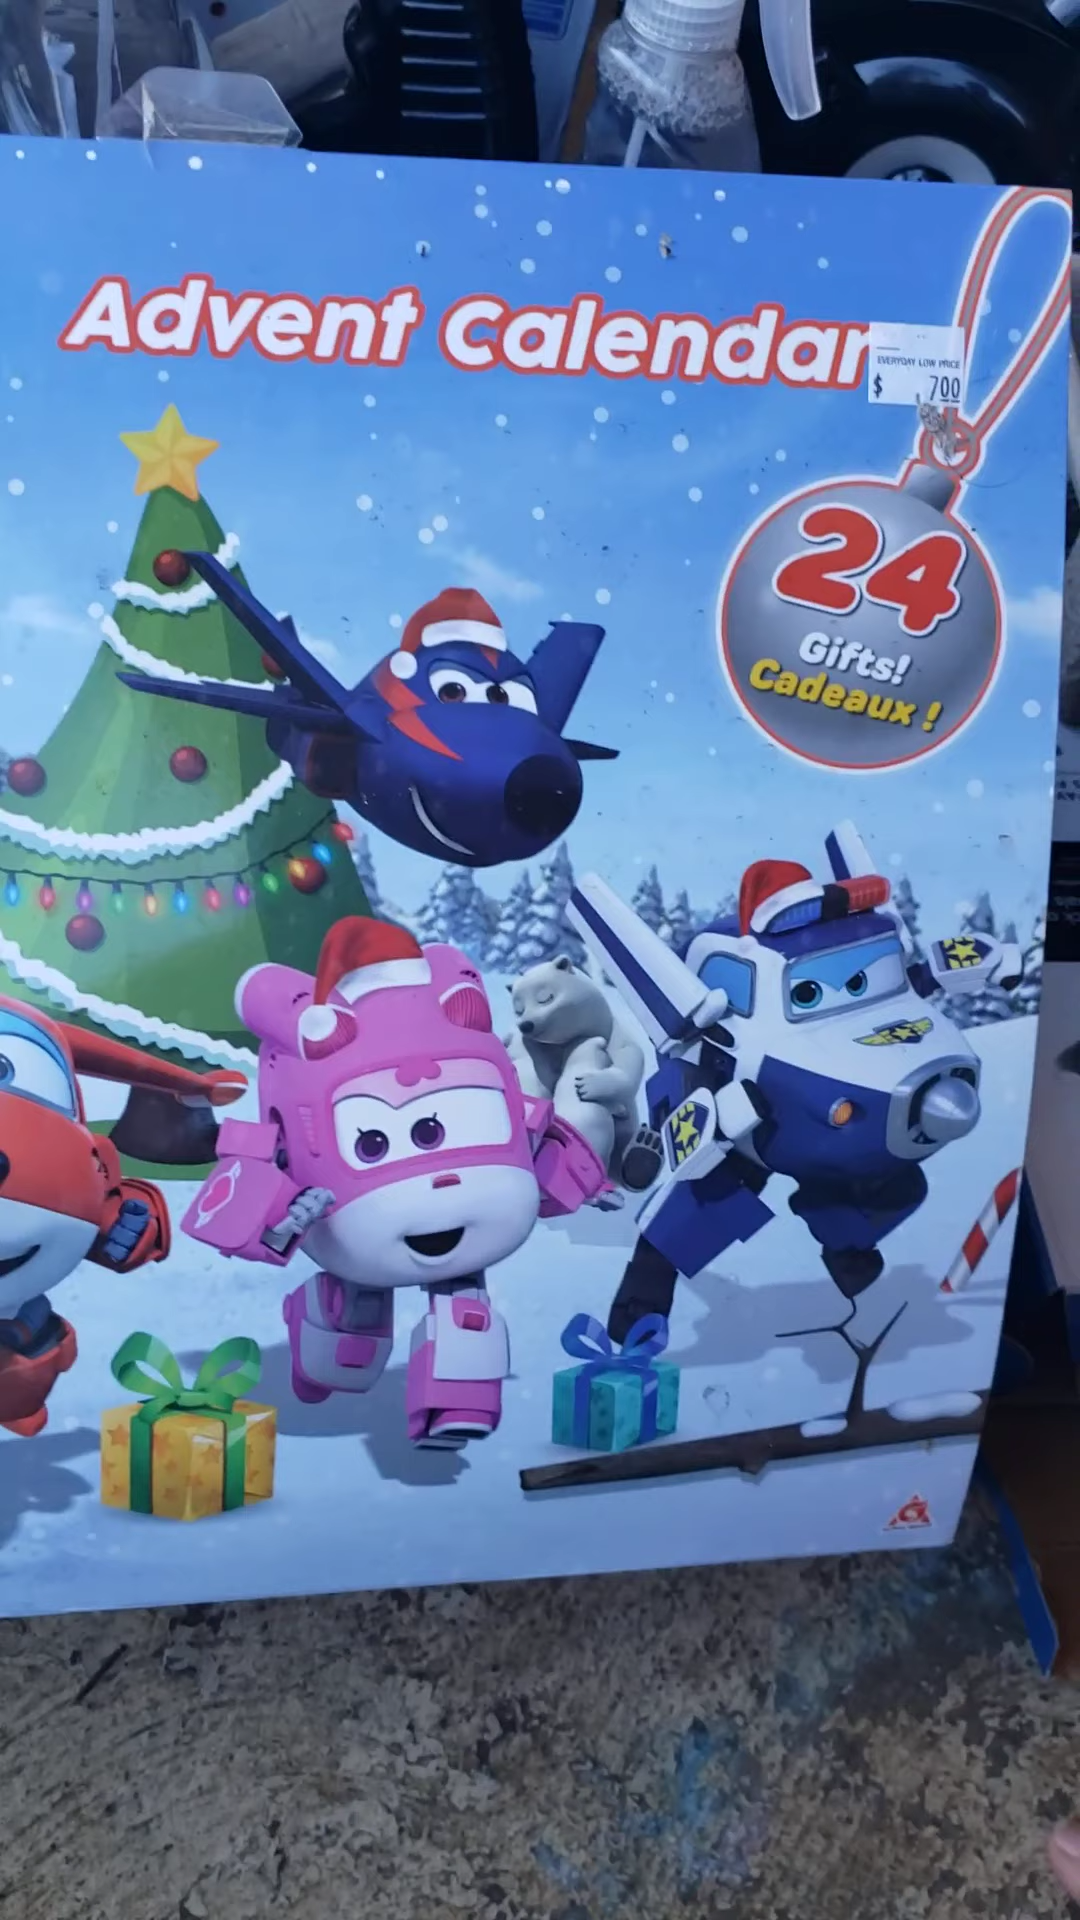 Advent Calendar
EVERYDAY LOW PRICE
$ 700
24
Gifts!
Cadeaux !